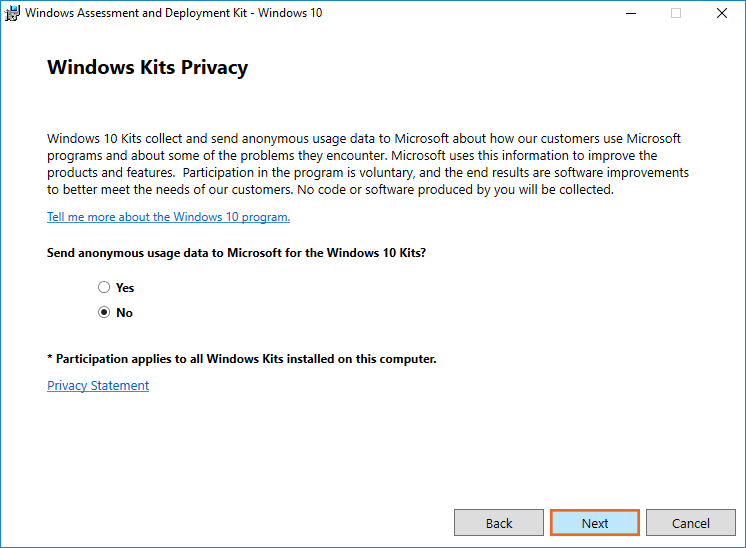 Windows Assessment and Deployment Kit - Windows 10
Windows Kits Privacy
Windows 10 Kits collect and send anonymous usage data to Microsoft about how our customers use Microsoft
programs and about some of the problems they encounter. Microsoft uses this information to improve the
products and features.  Participation in the program is voluntary, and the end results are software improvements
to better meet the needs of our customers. No code or software produced by you will be collected.
Tell me more about the Windows 10 program.
Send anonymous usage data to Microsoft for the Windows 10 Kits?
Yes
No
* Participation applies to all Windows Kits installed on this computer.
Privacy Statement
Back Next Cancel